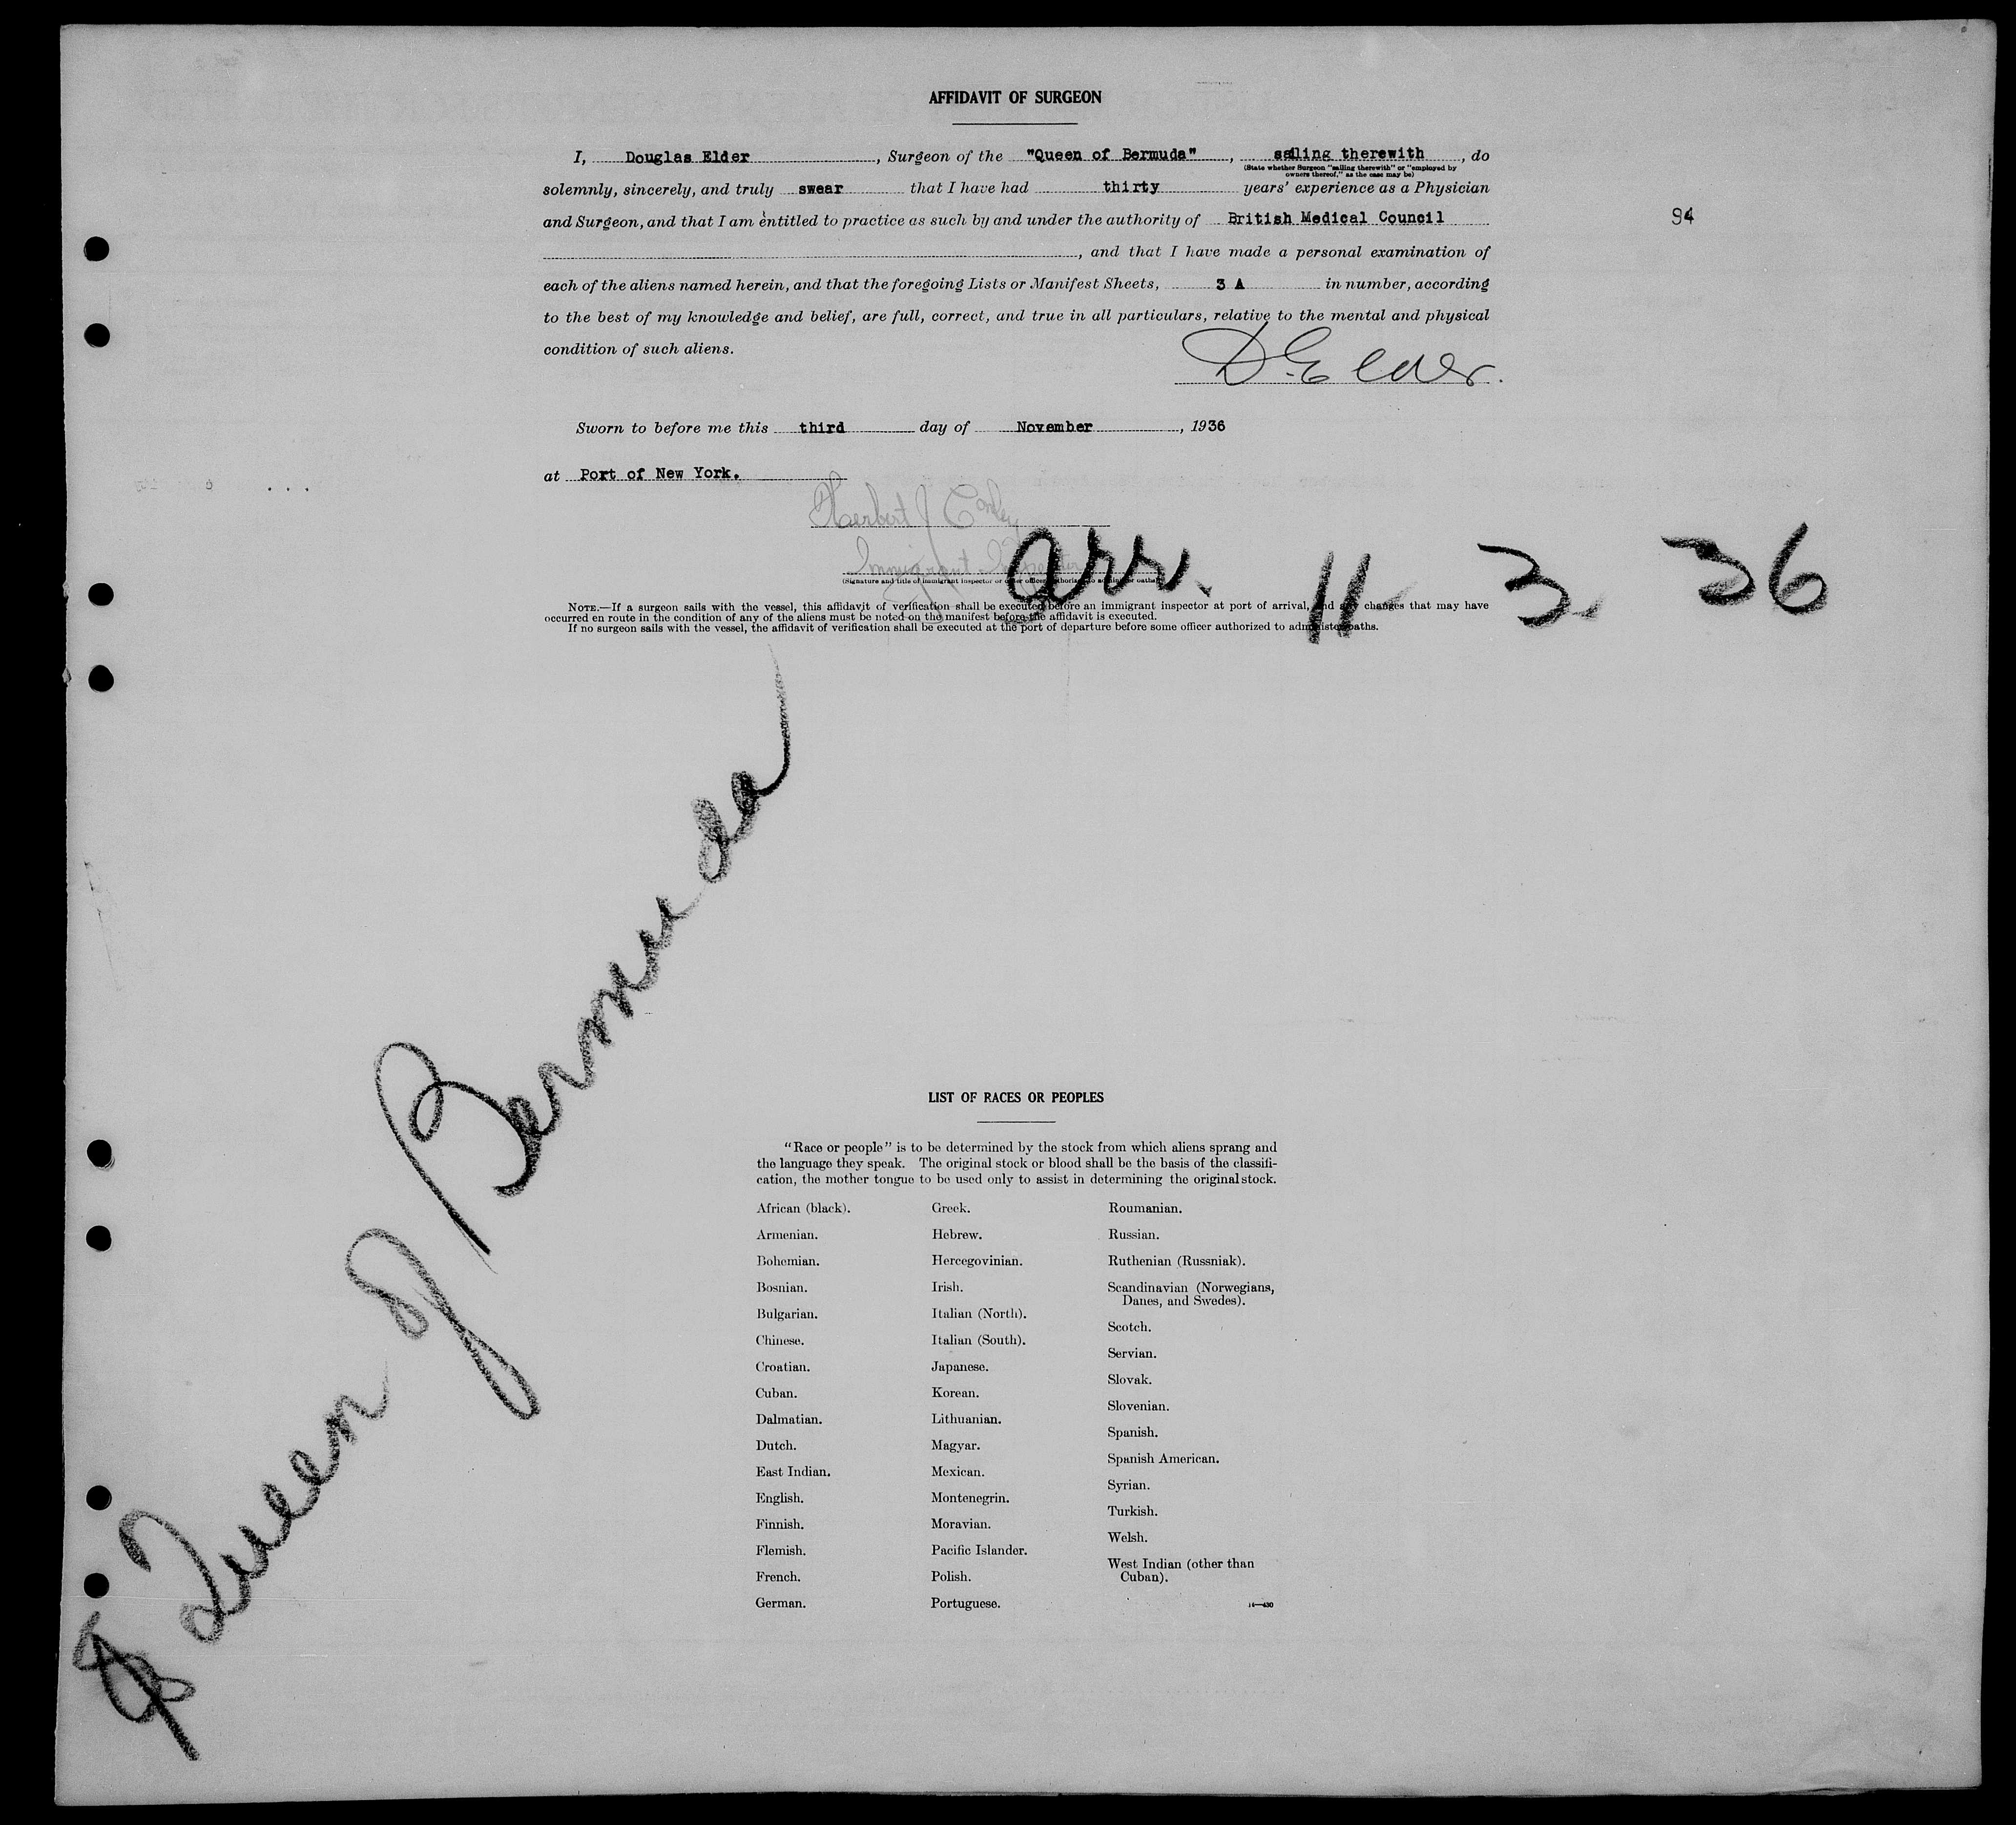 AFFIDAVIT OF SURGEON
I, Douglas Elder, Surgeon of the "Queen of Bermuda", sailing therewith, do
(State whether Surgeon "sailing therewith" or "employed by
owners thereof," as the case may be)
solemnly, sincerely, and truly swear that I have had thirty years' experience as a Physician
and Surgeon, and that I am entitled to practice as such by and under the authority of British Medical Council
94
, and that I have made a personal examination of
each of the aliens named herein, and that the foregoing Lists or Manifest Sheets, 3 A in number, according
to the best of my knowledge and belief, are full, correct, and true in all particulars, relative to the mental and physical
condition of such aliens.
D. Elder.
Sworn to before me this third day of November, 1936
at Port of New York.
Herbert J Conley
Immigrant Inspector
arr. 11- 3. 36
(Signature and title of immigrant inspector or other officer authorized to administer oaths)
NOTE.—If a surgeon sails with the vessel, this affidavit of verification shall be executed before an immigrant inspector at port of arrival, and any changes that may have
occurred en route in the condition of any of the aliens must be noted on the manifest before the affidavit is executed.
If no surgeon sails with the vessel, the affidavit of verification shall be executed at the port of departure before some officer authorized to administer oaths.
Queen of Bermuda
LIST OF RACES OR PEOPLES
"Race or people" is to be determined by the stock from which aliens sprang and
the language they speak. The original stock or blood shall be the basis of the classifi-
cation, the mother tongue to be used only to assist in determining the original stock.
African (black).
Armenian.
Bohemian.
Bosnian.
Bulgarian.
Chinese.
Croatian.
Cuban.
Dalmatian.
Dutch.
East Indian.
English.
Finnish.
Flemish.
French.
German.
Greek.
Hebrew.
Hercegovinian.
Irish.
Italian (North).
Italian (South).
Japanese.
Korean.
Lithuanian.
Magyar.
Mexican.
Montenegrin.
Moravian.
Pacific Islander.
Polish.
Portuguese.
Roumanian.
Russian.
Ruthenian (Russniak).
Scandinavian (Norwegians,
Danes, and Swedes).
Scotch.
Servian.
Slovak.
Slovenian.
Spanish.
Spanish American.
Syrian.
Turkish.
Welsh.
West Indian (other than
Cuban).
14—430